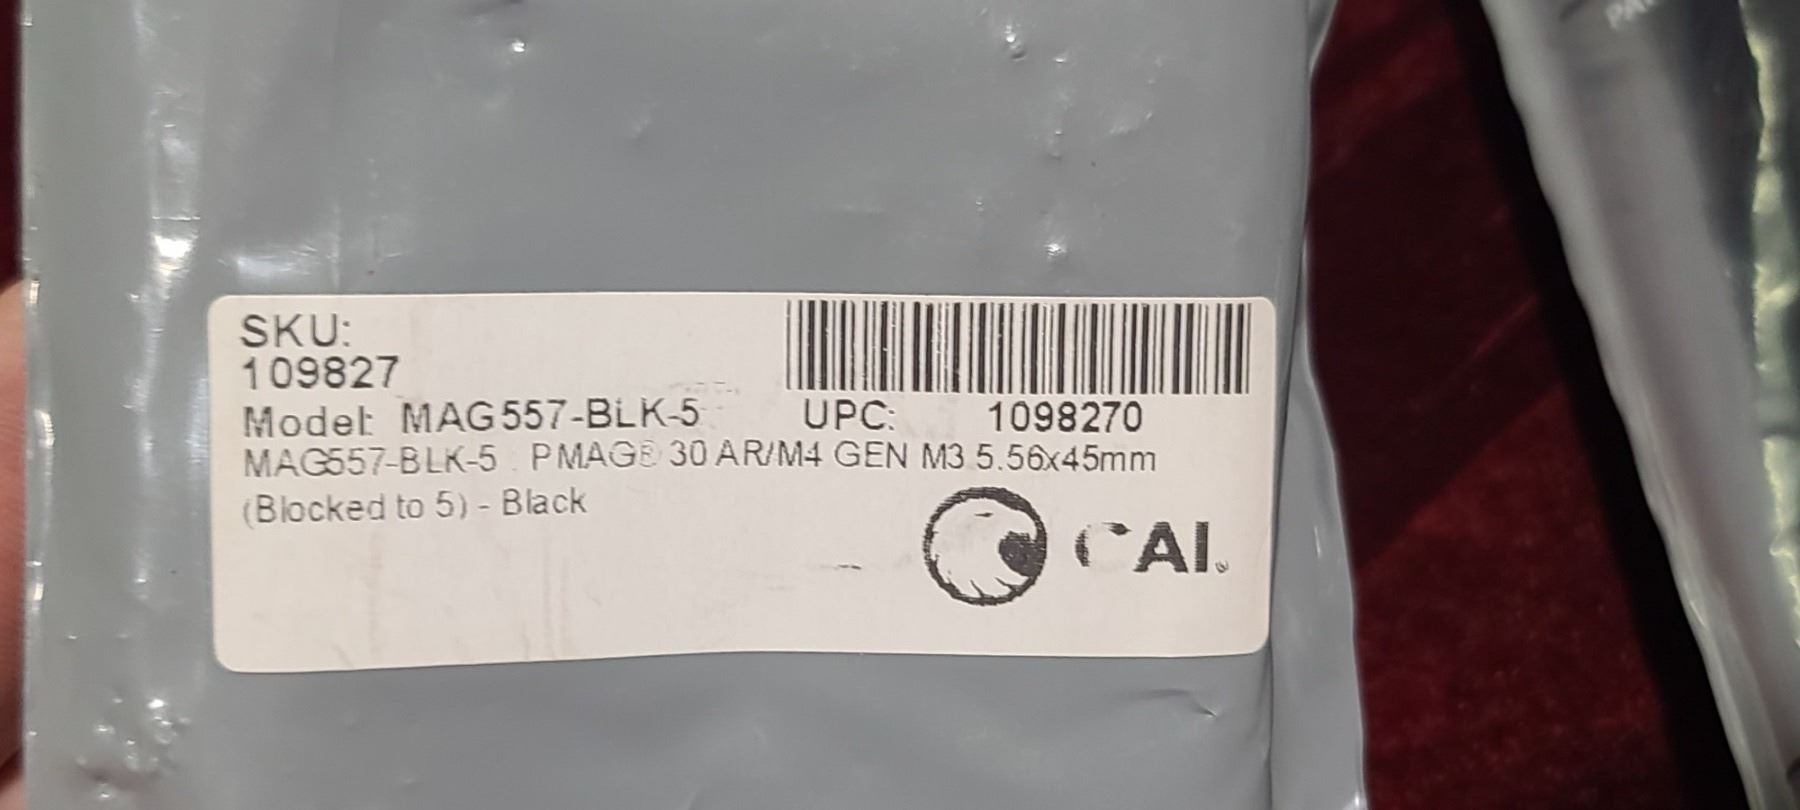 SKU:
109827
Model: MAG557-BLK-5 UPC: 1098270
MAG557-BLK-5 PMAG® 30 AR/M4 GEN M3 5.56x45mm
(Blocked to 5) - Black
CAI.